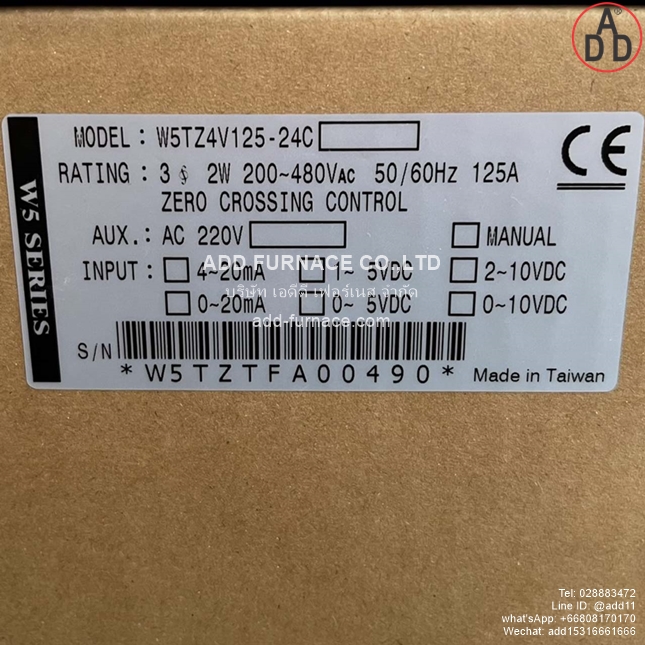 ADD®
MODEL : W5TZ4V125-24C
RATING : 3 ϕ 2W 200~480VAC 50/60Hz 125A
ZERO CROSSING CONTROL
AUX. : AC 220V □ MANUAL
INPUT : □ 4~20mA □ 1~ 5VDC □ 2~10VDC
□ 0~20mA □ 0~ 5VDC □ 0~10VDC
S/N
*W5TZTFA00490*
Made in Taiwan
CE
W5 SERIES
ADD FURNACE CO.,LTD
บริษัท เอดีดี เฟอร์เนส จำกัด
add-furnace.com
Tel: 028883472
Line ID: @add11
what'sApp: +66808170170
Wechat: add15316661666